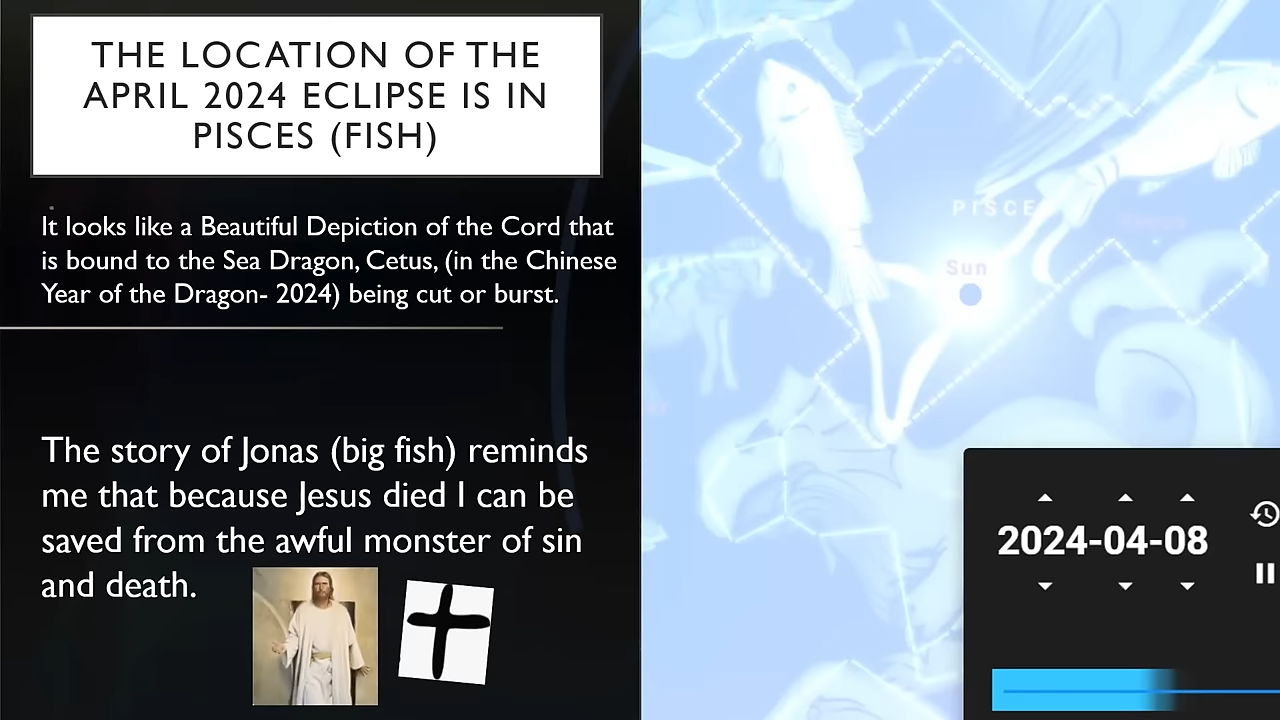 THE LOCATION OF THE
APRIL 2024 ECLIPSE IS IN
PISCES (FISH)
It looks like a Beautiful Depiction of the Cord that
is bound to the Sea Dragon, Cetus, (in the Chinese
Year of the Dragon- 2024) being cut or burst.
The story of Jonas (big fish) reminds
me that because Jesus died I can be
saved from the awful monster of sin
and death.
PISCE
Sun
2024-04-08